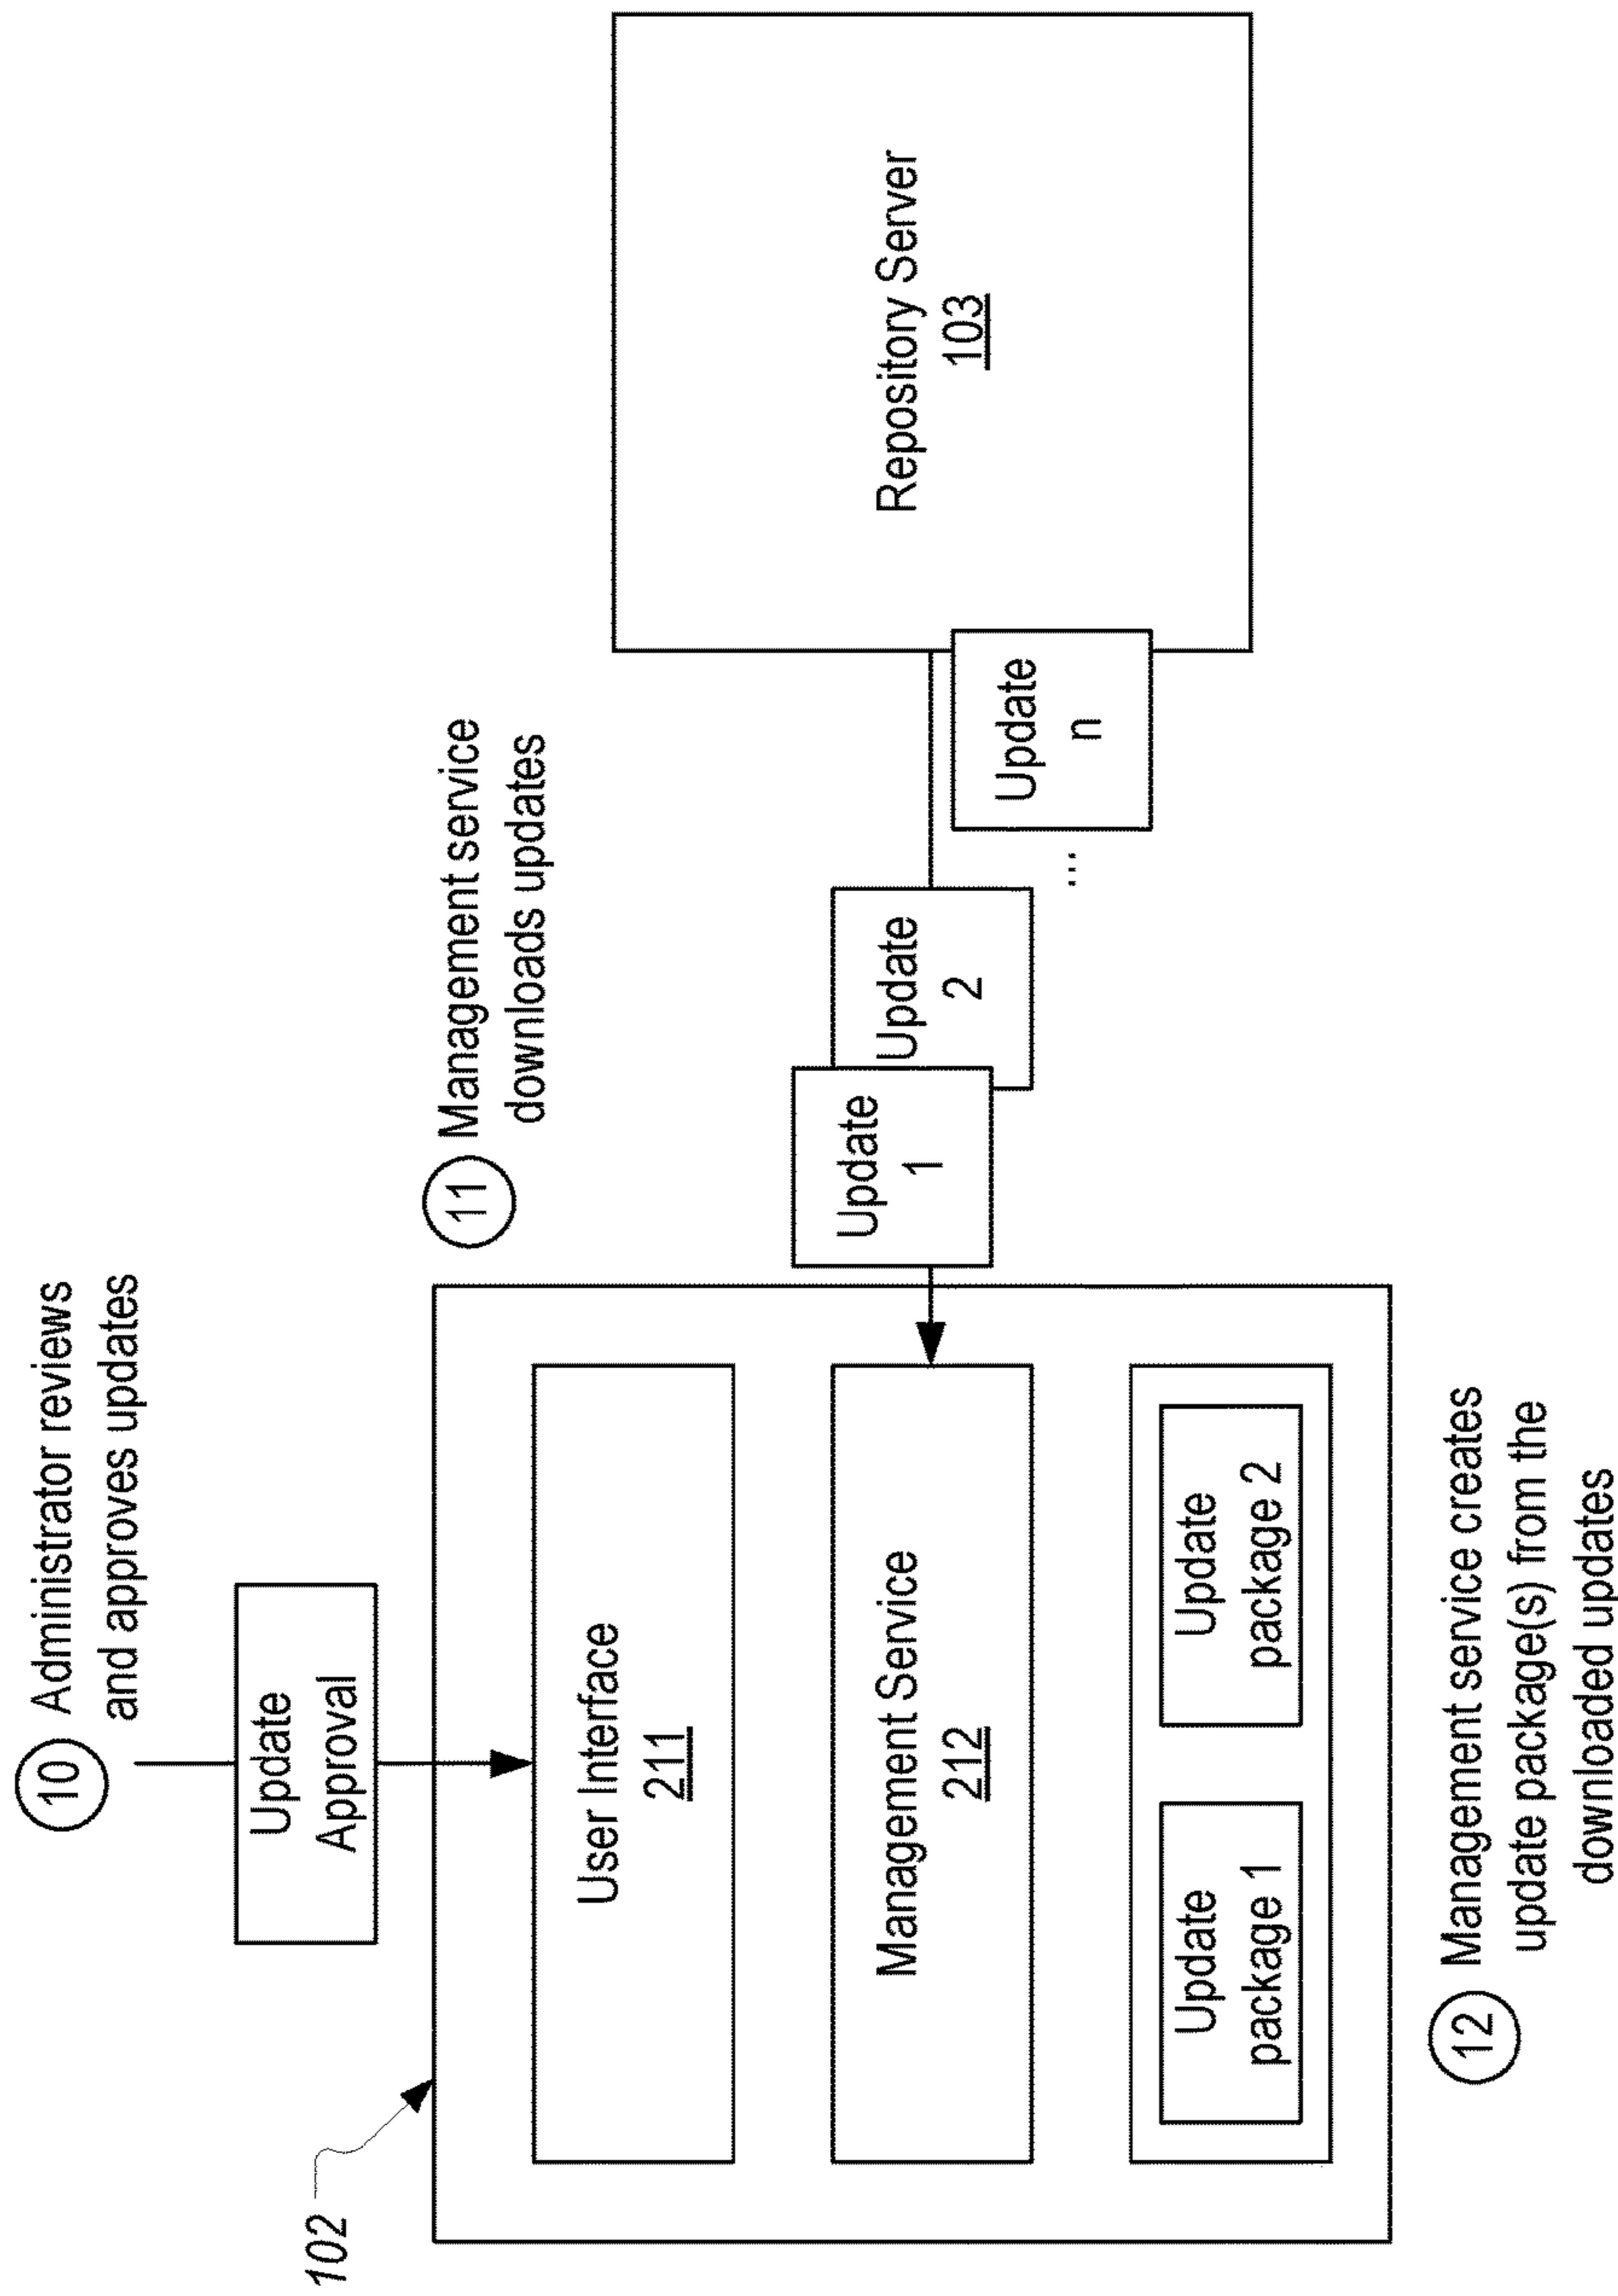 10
Administrator reviews
and approves updates
Update
Approval
102
User Interface
211
Management Service
212
Update
package 1
Update
package 2
12
Management service creates
update package(s) from the
downloaded updates
11
Management service
downloads updates
Update
1
Update
2
...
Update
n
Repository Server
103